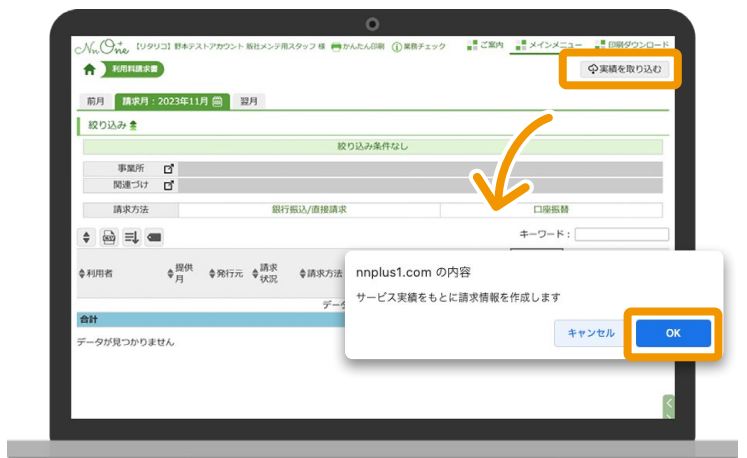 NnOne 【リタリコ】野本テストアカウント 販社メンテ用スタッフ 様 かんたん印刷 業務チェック ご案内 メインメニュー 印刷ダウンロード
利用料請求書 実績を取り込む
前月 請求月:2023年11月 翌月
絞り込み
絞り込み条件なし
事業所
関連づけ
請求方法 銀行振込/直接請求 口座振替
キーワード:
利用者 提供月 発行元 請求状況 請求方法
データ
合計
データが見つかりません
nnplus1.com の内容
サービス実績をもとに請求情報を作成します
キャンセル OK